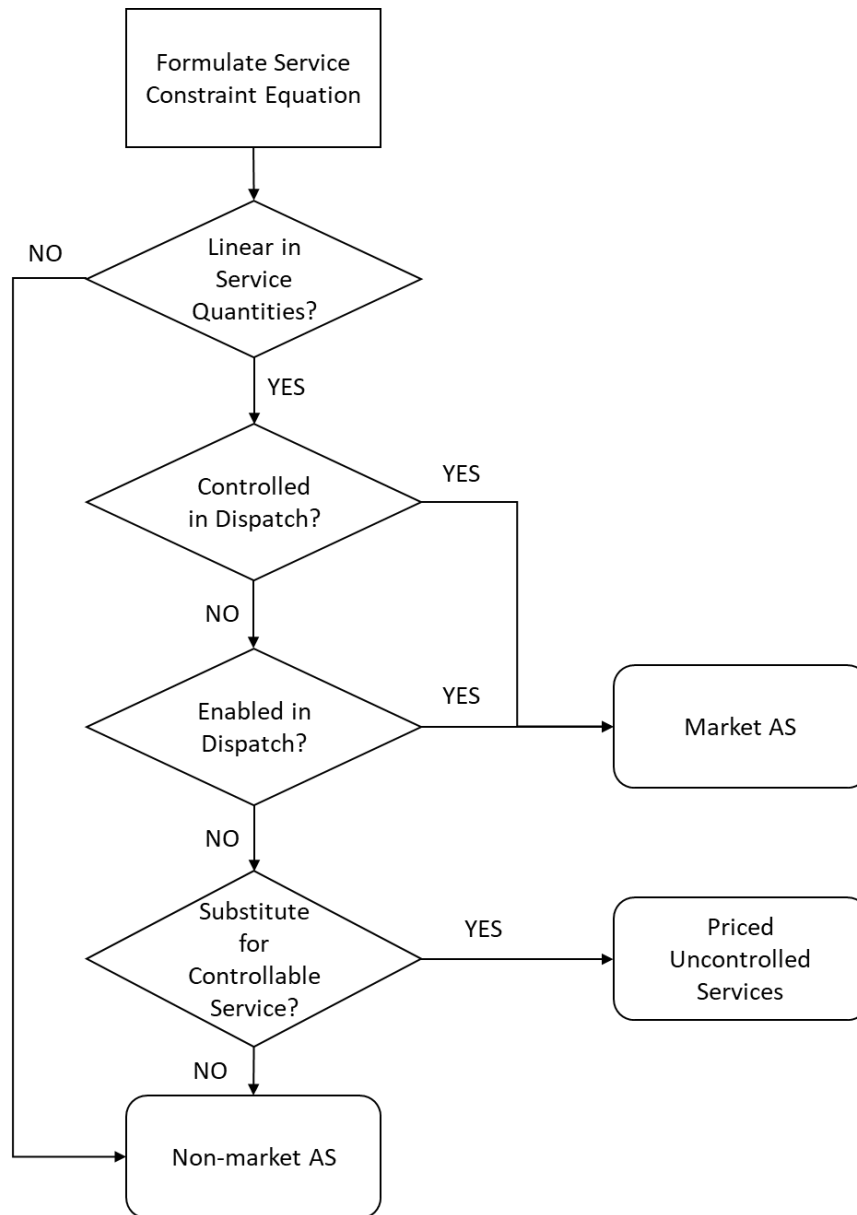 Formulate Service
Constraint Equation
NO
Linear in
Service
Quantities?
YES
Controlled
in Dispatch?
YES
NO
Enabled in
Dispatch?
YES
Market AS
NO
Substitute
for
Controllable
Service?
YES
Priced
Uncontrolled
Services
NO
Non-market AS